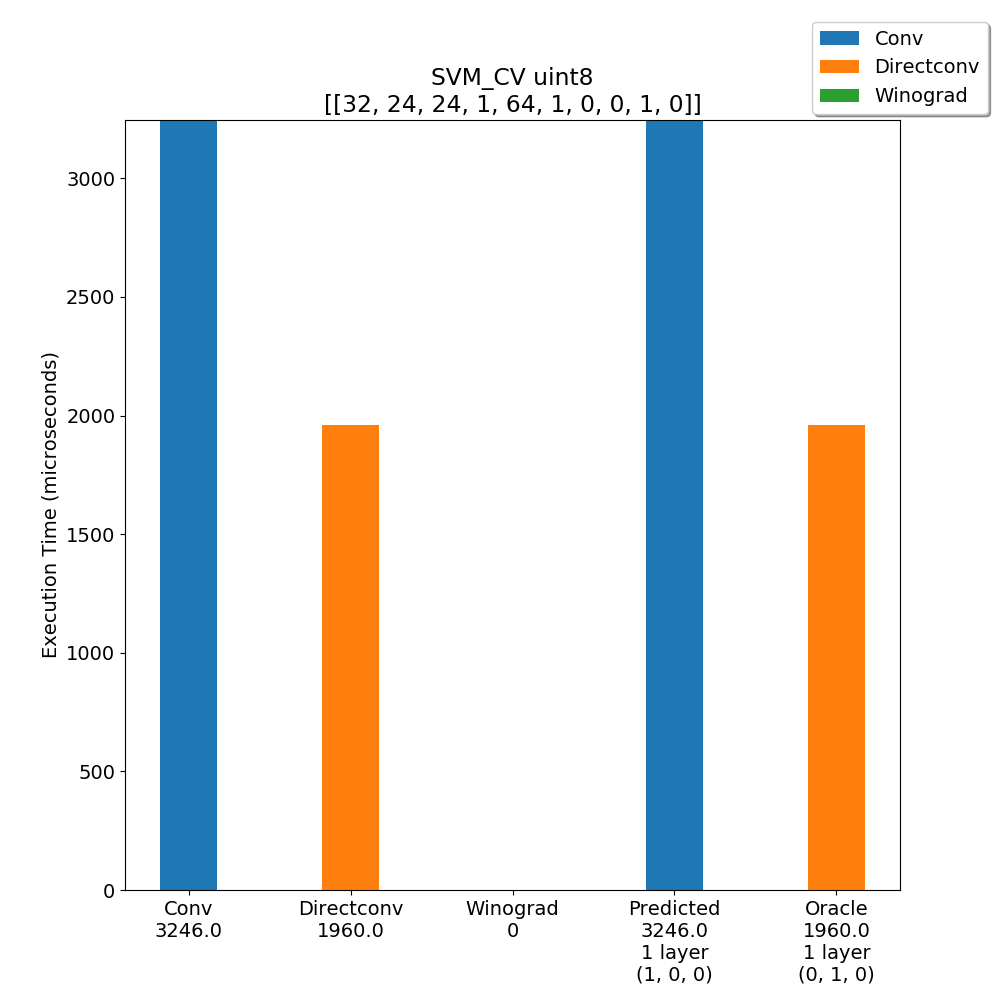 Conv
Directconv
Winograd
SVM_CV uint8
[[32, 24, 24, 1, 64, 1, 0, 0, 1, 0]]
Execution Time (microseconds)
3000
2500
2000
1500
1000
500
0
Conv
3246.0
Directconv
1960.0
Winograd
0
Predicted
3246.0
1 layer
(1, 0, 0)
Oracle
1960.0
1 layer
(0, 1, 0)